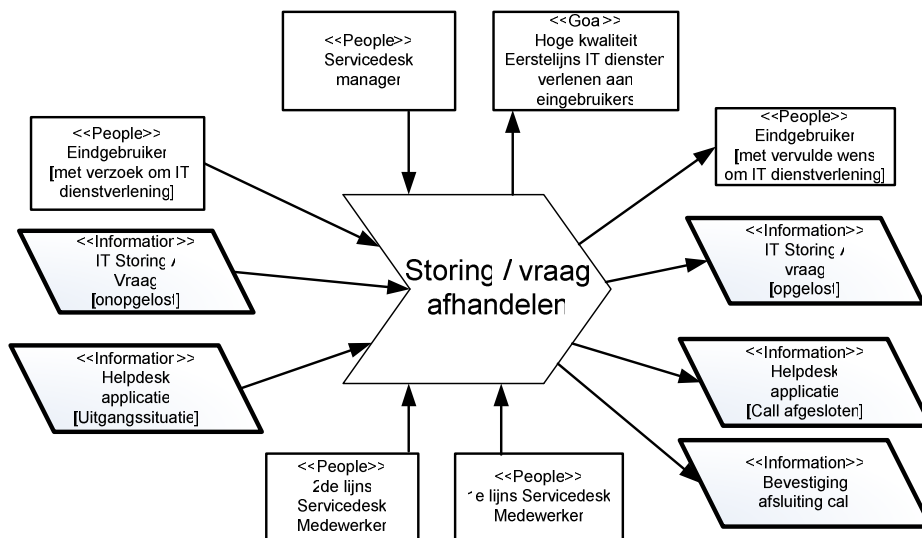 <<People>>
Servicedesk
manager
<<Goa>>
Hoge kwaliteit
Eerstelijns IT diensten
verlenen aan
eingebruikers
<<People>>
Eindgebruiker
[met verzoek om IT
dienstverlening]
<<People>>
Eindgebruiker
[met vervulde wens
om IT dienstverlening]
<<Information>>
IT Storing /
Vraag
[onopgelost]
Storing / vraag
afhandelen
<<Information>>
IT Storing /
vraag
[opgelost]
<<Information>>
Helpdesk
applicatie
[Uitgangssituatie]
<<Information>>
Helpdesk
applicatie
[Call afgesloten]
<<People>>
2de lijns
Servicedesk
Medewerker
<<People>>
1e lijns Servicedesk
Medewerker
<<Information>>
Bevestiging
afsluiting call